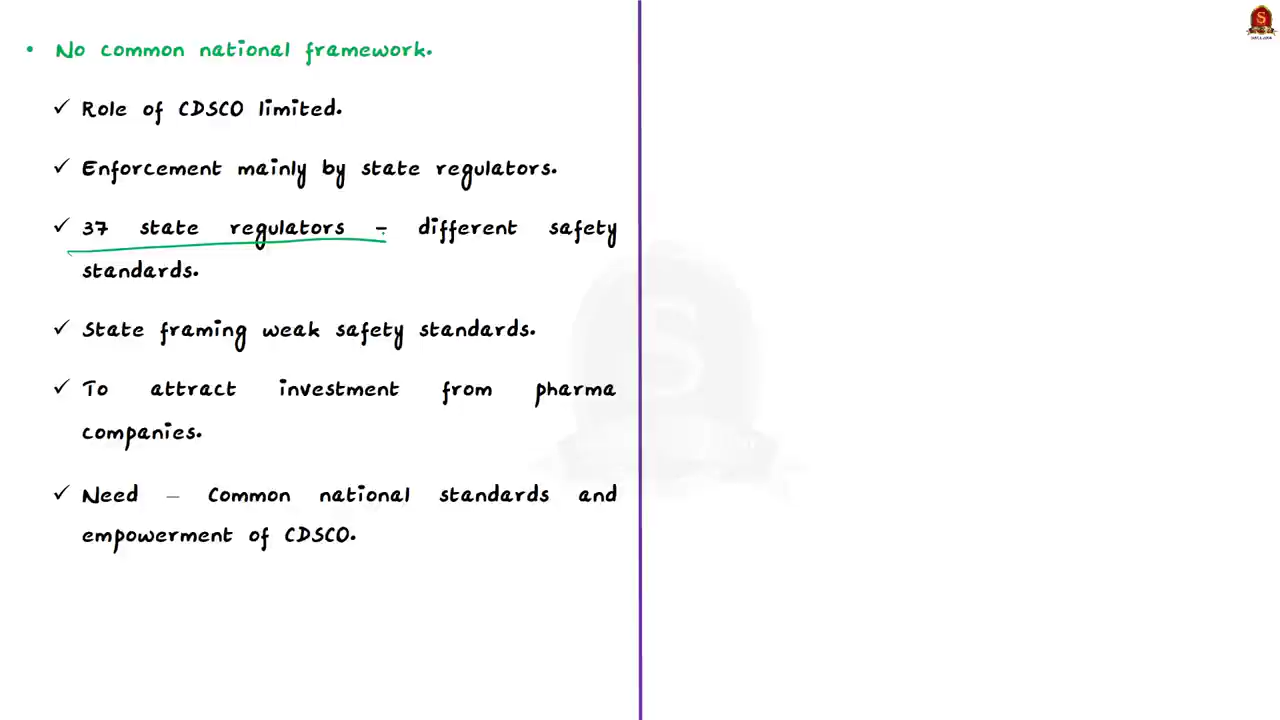 • No common national framework.
✓ Role of CDSCO limited.
✓ Enforcement mainly by state regulators.
✓ 37 state regulators – different safety
standards.
✓ State framing weak safety standards.
✓ To attract investment from pharma
companies.
✓ Need – Common national standards and
empowerment of CDSCO.
S